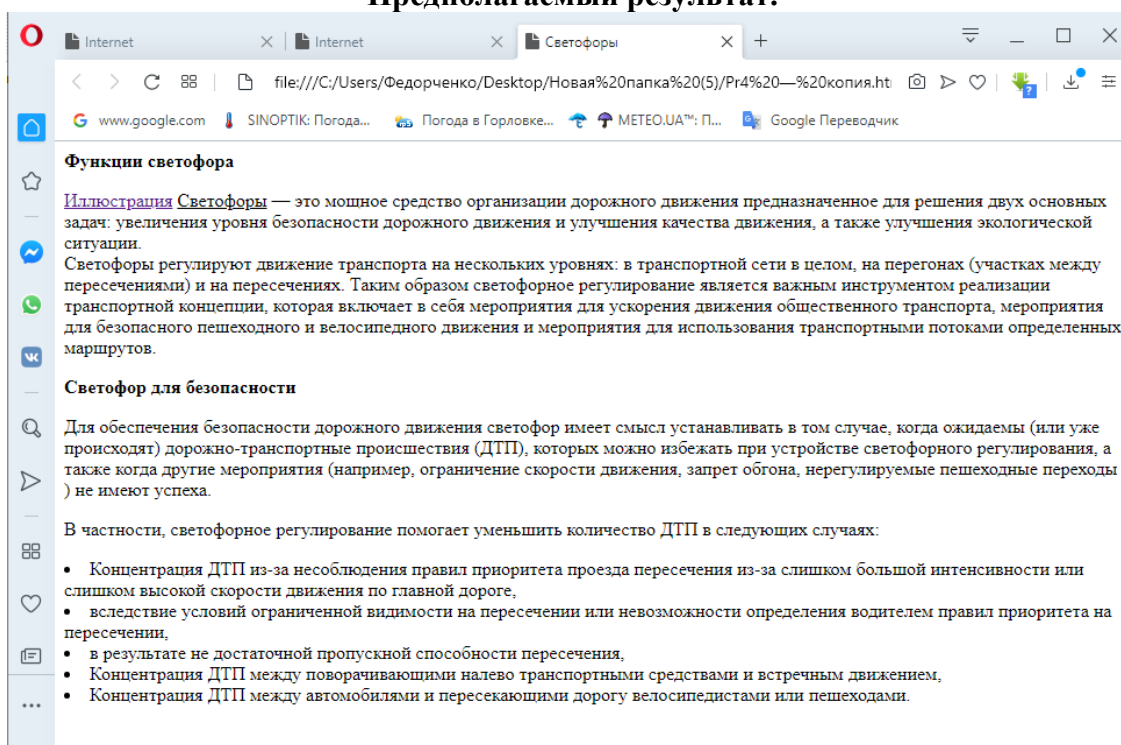 Предполагаемый результат:
Internet
Internet
Светофоры
file:///C:/Users/Федорченко/Desktop/Новая%20папка%20(5)/Pr4%20—%20копия.ht
www.google.com
SINOPTIK: Погода...
Погода в Горловке...
METEO.UA™: П...
Google Переводчик
Функции светофора
Иллюстрация Светофоры — это мощное средство организации дорожного движения предназначенное для решения двух основных
задач: увеличения уровня безопасности дорожного движения и улучшения качества движения, а также улучшения экологической
ситуации.
Светофоры регулируют движение транспорта на нескольких уровнях: в транспортной сети в целом, на перегонах (участках между
пересечениями) и на пересечениях. Таким образом светофорное регулирование является важным инструментом реализации
транспортной концепции, которая включает в себя мероприятия для ускорения движения общественного транспорта, мероприятия
для безопасного пешеходного и велосипедного движения и мероприятия для использования транспортными потоками определенных
маршрутов.
Светофор для безопасности
Для обеспечения безопасности дорожного движения светофор имеет смысл устанавливать в том случае, когда ожидаемы (или уже
происходят) дорожно-транспортные происшествия (ДТП), которых можно избежать при устройстве светофорного регулирования, а
также когда другие мероприятия (например, ограничение скорости движения, запрет обгона, нерегулируемые пешеходные переходы
) не имеют успеха.
В частности, светофорное регулирование помогает уменьшить количество ДТП в следующих случаях:
• Концентрация ДТП из-за несоблюдения правил приоритета проезда пересечения из-за слишком большой интенсивности или
слишком высокой скорости движения по главной дороге,
• вследствие условий ограниченной видимости на пересечении или невозможности определения водителем правил приоритета на
пересечении,
• в результате не достаточной пропускной способности пересечения,
• Концентрация ДТП между поворачивающими налево транспортными средствами и встречным движением,
• Концентрация ДТП между автомобилями и пересекающими дорогу велосипедистами или пешеходами.